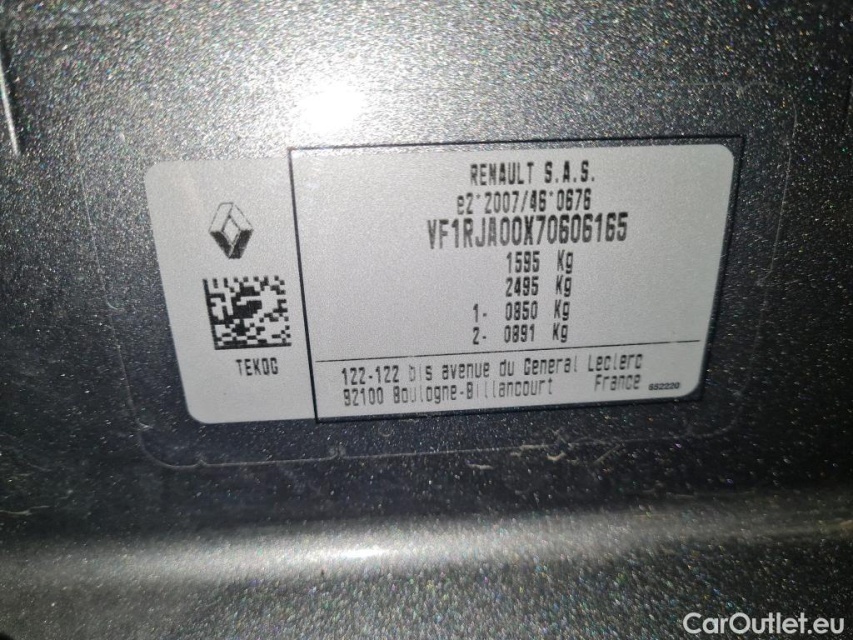 RENAULT S.A.S.
e2*2007/46*0676
VF1RJA00X70606165
1595 Kg
2495 Kg
1- 0850 Kg
2- 0891 Kg
TEKOG
122-122 bis avenue du General Leclerc
92100 Boulogne-Billancourt France
652220
CarOutlet.eu